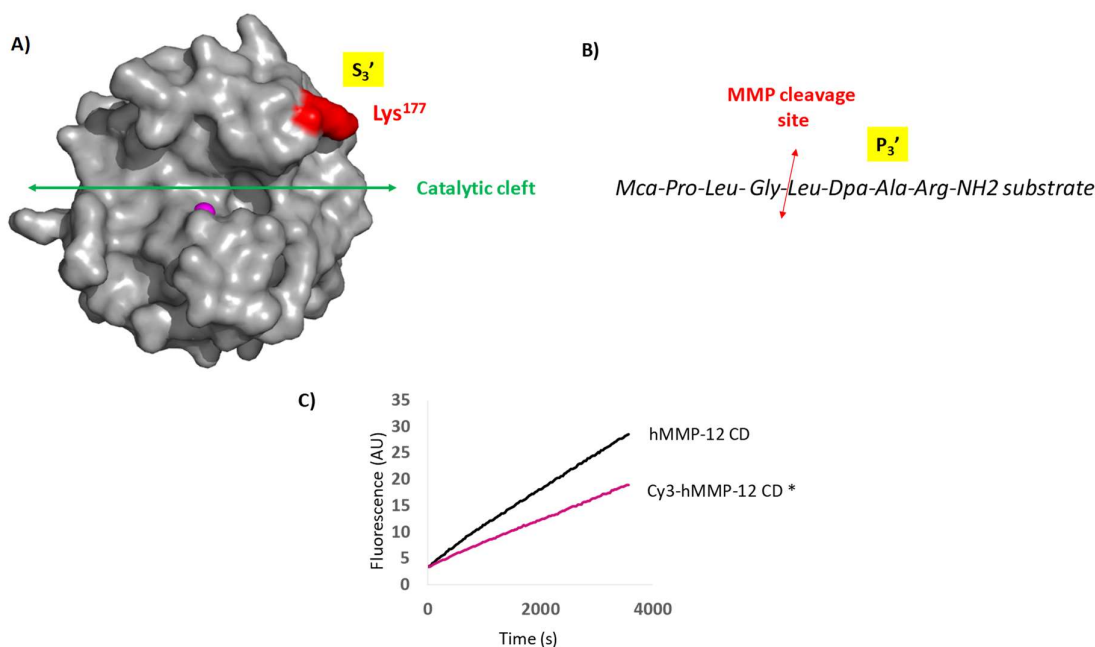 A)
S3’
Lys177
Catalytic cleft
B)
MMP cleavage
site
P3’
Mca-Pro-Leu- Gly-Leu-Dpa-Ala-Arg-NH2 substrate
C)
Fluorescence (AU)
35
30
25
20
15
10
5
0
hMMP-12 CD
Cy3-hMMP-12 CD *
0
2000
4000
Time (s)